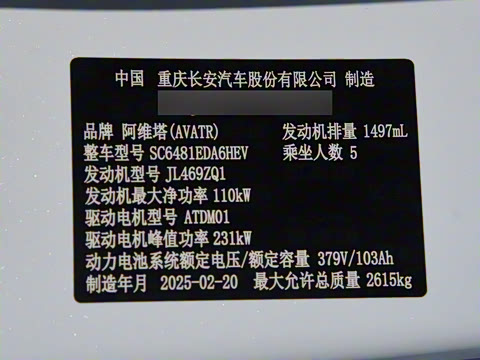 中国 重庆长安汽车股份有限公司 制造
品牌 阿维塔(AVATR) 发动机排量 1497mL
整车型号 SC6481EDA6HEV 乘坐人数 5
发动机型号 JL469ZQ1
发动机最大净功率 110kW
驱动电机型号 ATDM01
驱动电机峰值功率 231kW
动力电池系统额定电压/额定容量 379V/103Ah
制造年月 2025-02-20 最大允许总质量 2615kg